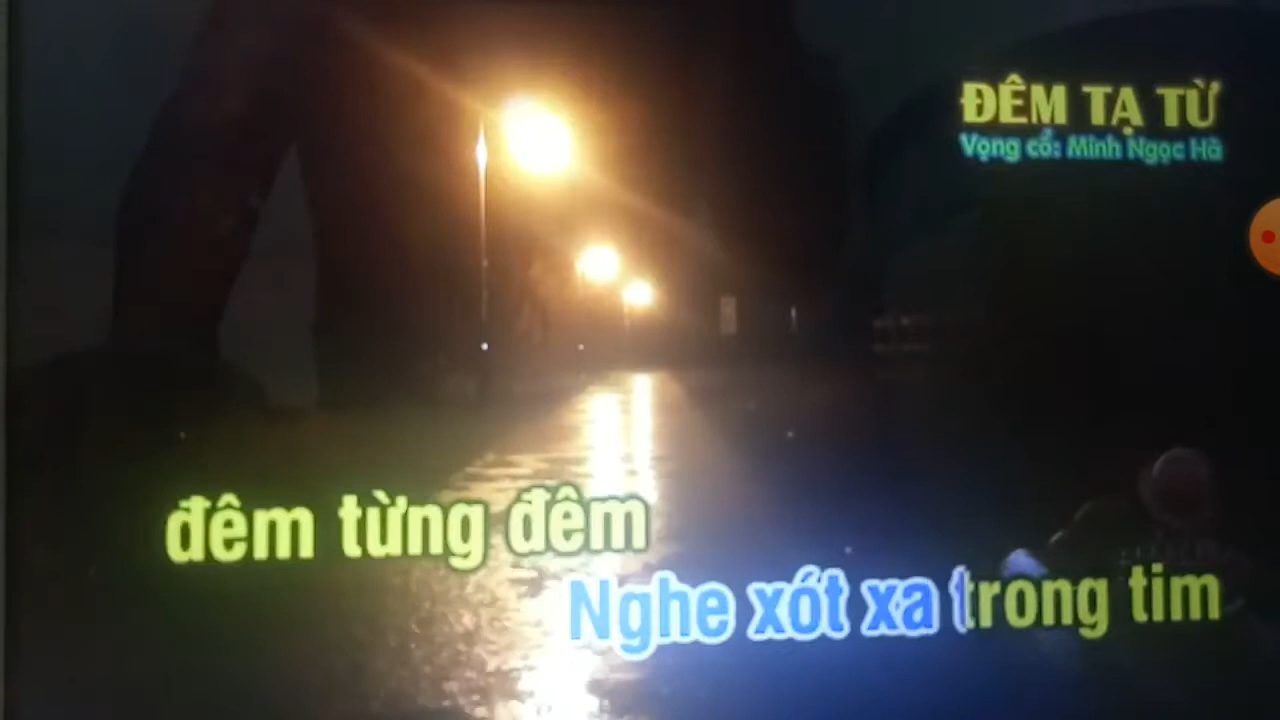 ĐÊM TẠ TỪ
Vọng cổ: Minh Ngọc Hà
đêm từng đêm
Nghe xót xa trong tim